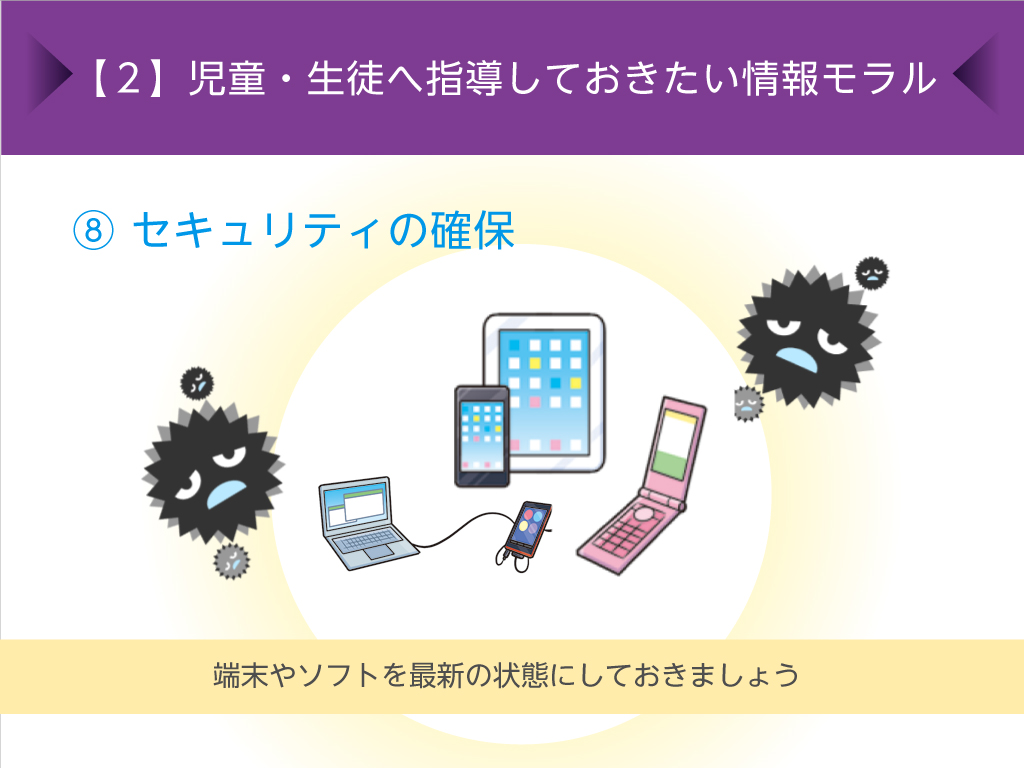 【２】児童・生徒へ指導しておきたい情報モラル
⑧ セキュリティの確保
端末やソフトを最新の状態にしておきましょう